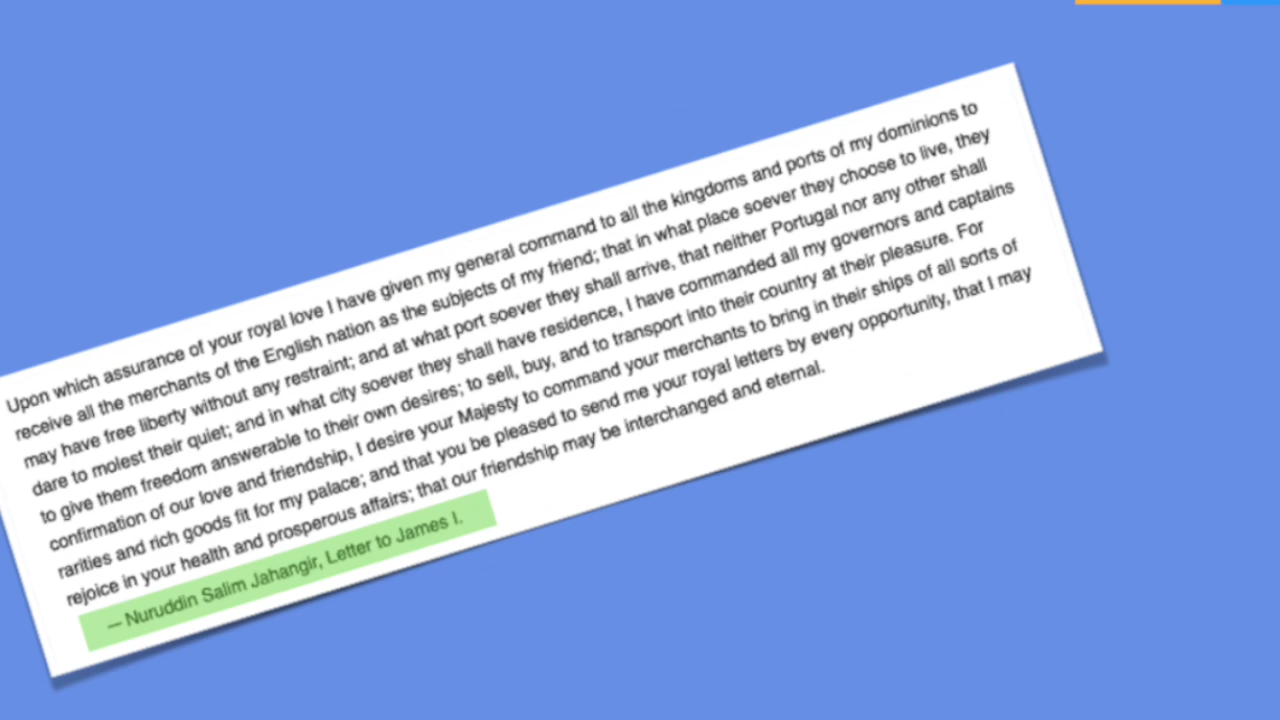 Upon which assurance of your royal love I have given my general command to all the kingdoms and ports of my dominions to
receive all the merchants of the English nation as the subjects of my friend; that in what place soever they choose to live, they
may have free liberty without any restraint; and at what port soever they shall arrive, that neither Portugal nor any other shall
dare to molest their quiet; and in what city soever they shall have residence, I have commanded all my governors and captains
to give them freedom answerable to their own desires; to sell, buy, and to transport into their country at their pleasure. For
confirmation of our love and friendship, I desire your Majesty to command your merchants to bring in their ships of all sorts of
rarities and rich goods fit for my palace; and that you be pleased to send me your royal letters by every opportunity, that I may
rejoice in your health and prosperous affairs; that our friendship may be interchanged and eternal.
— Nuruddin Salim Jahangir, Letter to James I.